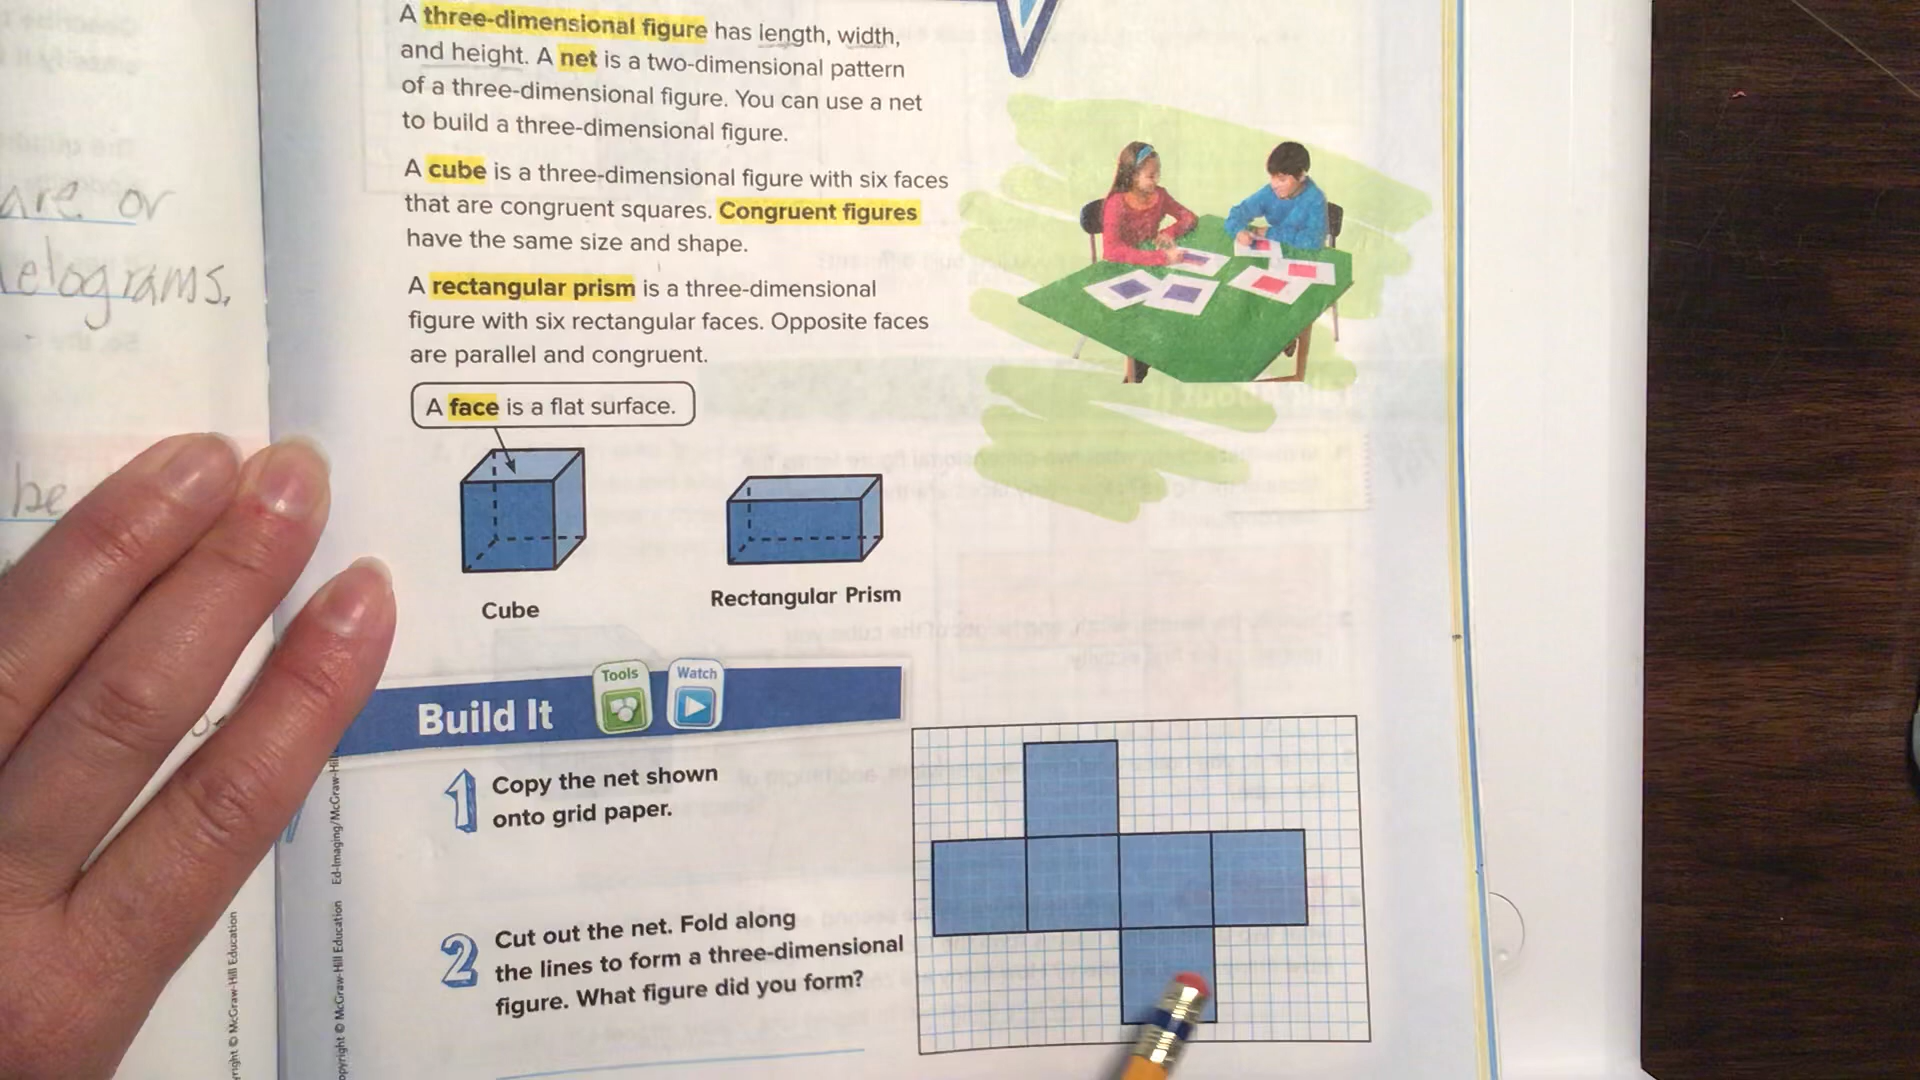 A three-dimensional figure has length, width,
and height. A net is a two-dimensional pattern
of a three-dimensional figure. You can use a net
to build a three-dimensional figure.
A cube is a three-dimensional figure with six faces
that are congruent squares. Congruent figures
have the same size and shape.
A rectangular prism is a three-dimensional
figure with six rectangular faces. Opposite faces
are parallel and congruent.
A face is a flat surface.
Cube
Rectangular Prism
Build It
Tools
Watch
1 Copy the net shown
onto grid paper.
2 Cut out the net. Fold along
the lines to form a three-dimensional
figure. What figure did you form?
or
elograms.
be
right © McGraw-Hill Education
opyright © McGraw-Hill Education Ed-Imaging/McGraw-Hill